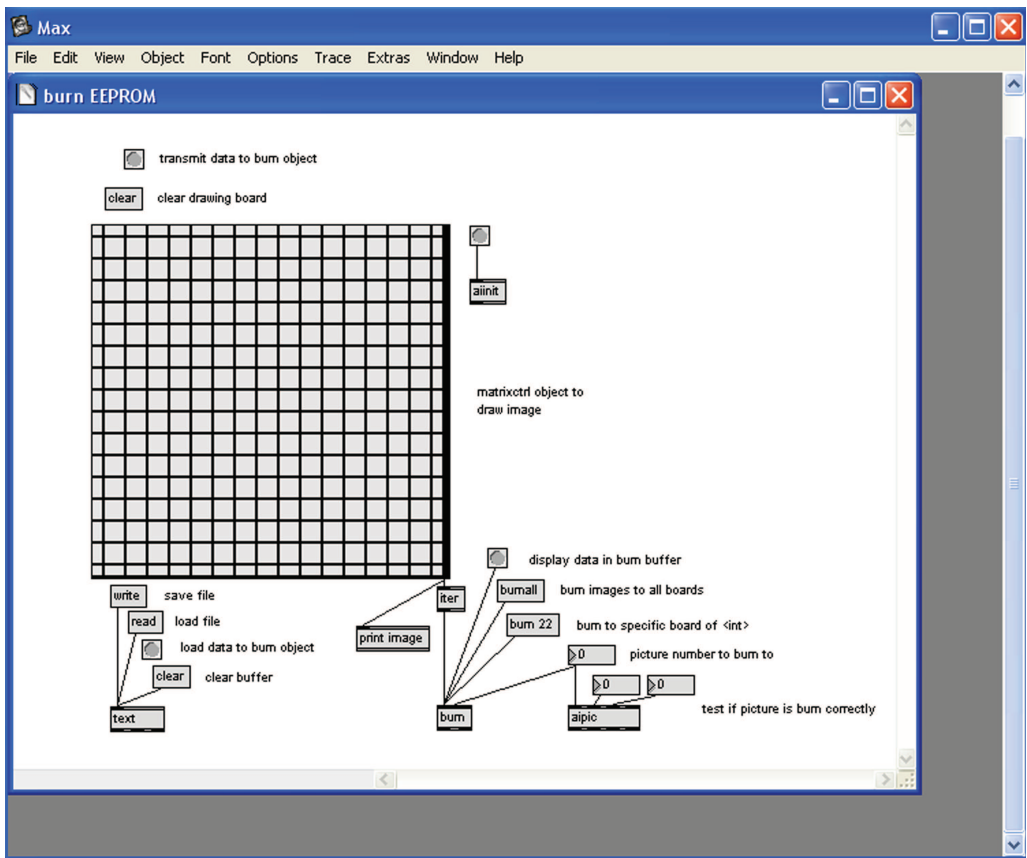 Max
File Edit View Object Font Options Trace Extras Window Help
burn EEPROM
transmit data to burn object
clear
clear drawing board
aiinit
matrixctrl object to
draw image
display data in burn buffer
write
save file
iter
burnall
burn images to all boards
read
load file
print image
burn 22
burn to specific board of <int>
load data to burn object
0
picture number to burn to
clear
clear buffer
0
0
text
burn
aipic
test if picture is burn correctly